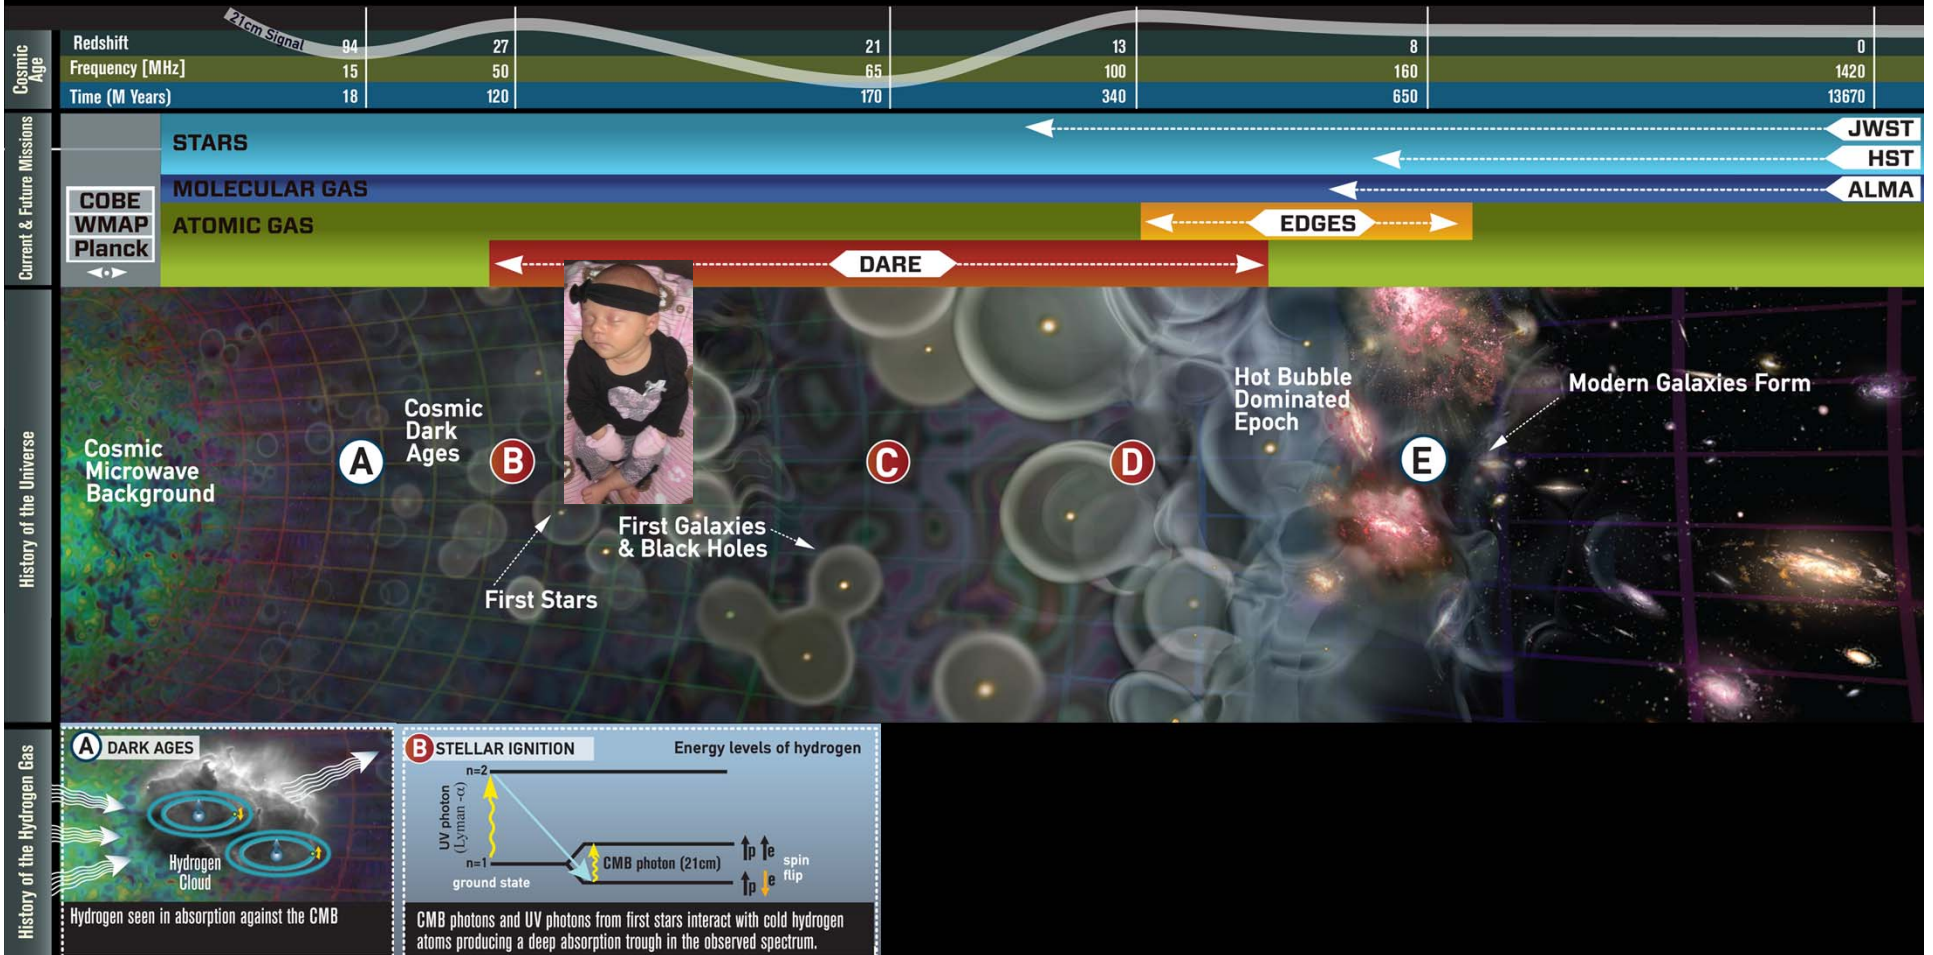 21cm Signal
Cosmic
Age
Redshift 94 27 21 13 8 0
Frequency [MHz] 15 50 65 100 160 1420
Time (M Years) 18 120 170 340 650 13670
Current & Future Missions
STARS
JWST
HST
COBE
WMAP
Planck
MOLECULAR GAS
ALMA
ATOMIC GAS
EDGES
DARE
History of the Universe
Cosmic
Microwave
Background
A
Cosmic
Dark
Ages
B
First Stars
First Galaxies
& Black Holes
C
D
Hot Bubble
Dominated
Epoch
E
Modern Galaxies Form
History of the Hydrogen Gas
A DARK AGES
Hydrogen
Cloud
Hydrogen seen in absorption against the CMB
B STELLAR IGNITION
Energy levels of hydrogen
n=2
UV photon
(Lyman -α)
n=1
ground state
CMB photon (21cm)
p e
p e
spin
flip
CMB photons and UV photons from first stars interact with cold hydrogen
atoms producing a deep absorption trough in the observed spectrum.